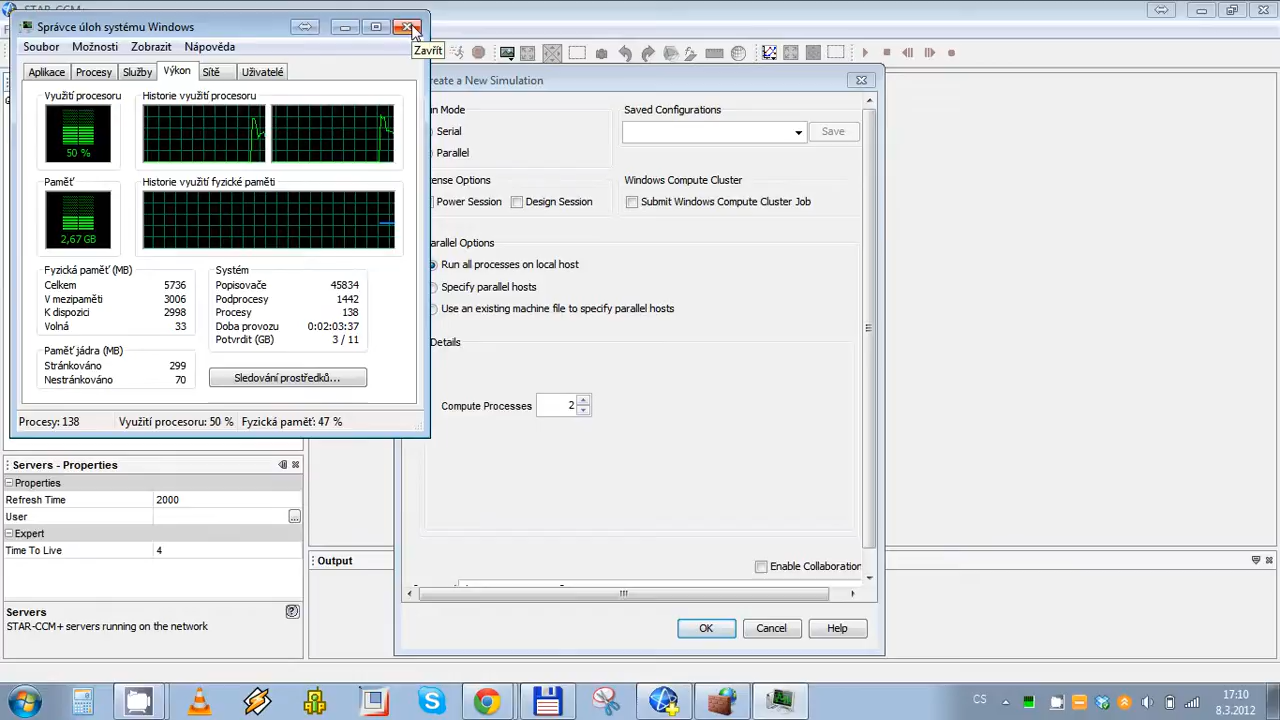 STAR-CCM+
Správce úloh systému Windows
Soubor Možnosti Zobrazit Nápověda
Zavřít
Aplikace Procesy Služby Výkon Sítě Uživatelé
Využití procesoru
Historie využití procesoru
50 %
Paměť
Historie využití fyzické paměti
2,67 GB
Fyzická paměť (MB)
Celkem 5736
V mezipaměti 3006
K dispozici 2998
Volná 33
Systém
Popisovače 45834
Podprocesy 1442
Procesy 138
Doba provozu 0:02:03:37
Potvrdit (GB) 3 / 11
Paměť jádra (MB)
Stránkováno 299
Nestránkováno 70
Sledování prostředků...
Procesy: 138 Využití procesoru: 50 % Fyzická paměť: 47 %
reate a New Simulation
n Mode
Serial
Parallel
Saved Configurations
Save
ense Options
Power Session Design Session
Windows Compute Cluster
Submit Windows Compute Cluster Job
arallel Options
Run all processes on local host
Specify parallel hosts
Use an existing machine file to specify parallel hosts
Details
Compute Processes 2
Enable Collaboration
OK Cancel Help
Servers - Properties
Properties
Refresh Time 2000
User ...
Expert
Time To Live 4
Servers
STAR-CCM+ servers running on the network
Output
CS
17:10
8.3.2012